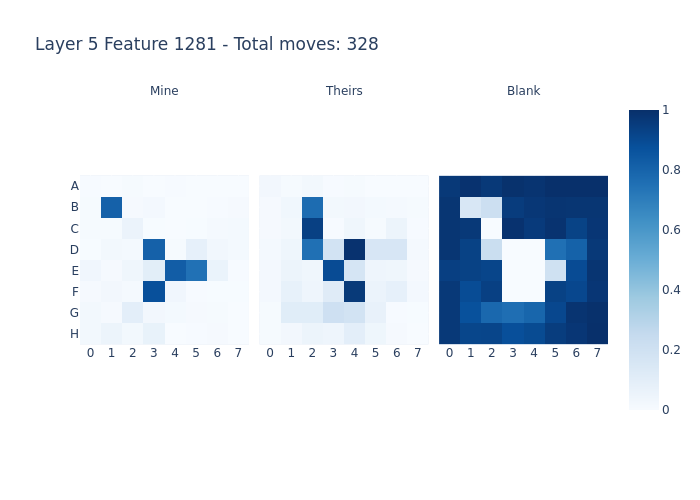 Layer 5 Feature 1281 - Total moves: 328
Mine
Theirs
Blank
A
B
C
D
E
F
G
H
0 1 2 3 4 5 6 7
0 1 2 3 4 5 6 7
0 1 2 3 4 5 6 7
1
0.8
0.6
0.4
0.2
0